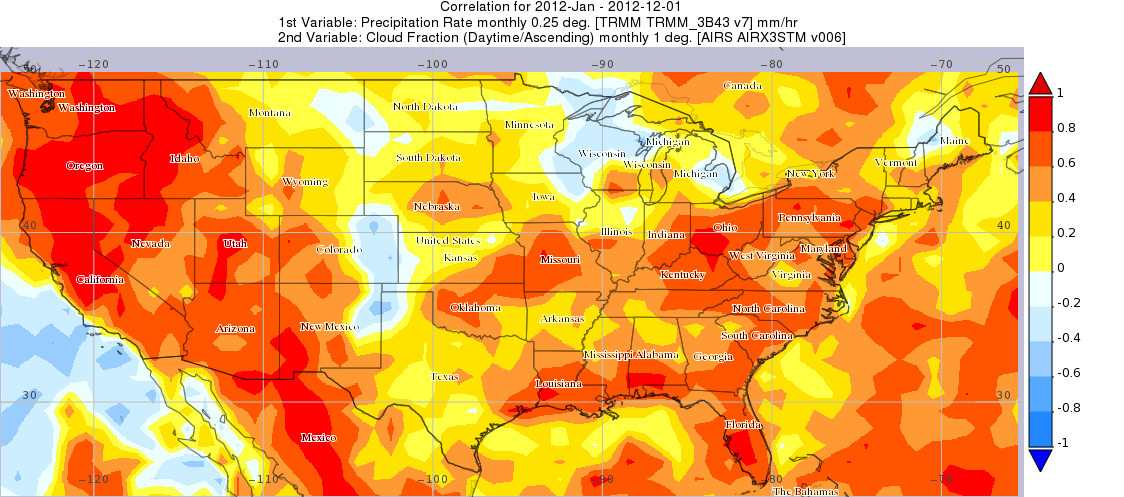 Correlation for 2012-Jan - 2012-12-01
1st Variable: Precipitation Rate monthly 0.25 deg. [TRMM TRMM_3B43 v7] mm/hr
2nd Variable: Cloud Fraction (Daytime/Ascending) monthly 1 deg. [AIRS AIRX3STM v006]
50 -120 -110 -100 -90 -80 -70 50
Washington
Washington
Montana
North Dakota
Canada
Minnesota
Michigan
Maine
Oregon
Idaho
South Dakota
Wisconsin
Wisconsin
Michigan
Vermont
New York
Wyoming
Nebraska
Iowa
Pennsylvania
40
Illinois
Indiana
Ohio
40
Nevada
Utah
Colorado
United States
Kansas
Missouri
West Virginia
Maryland
California
Kentucky
Virginia
Arizona
New Mexico
Oklahoma
Arkansas
North Carolina
South Carolina
Mississippi
Alabama
Georgia
Texas
Louisiana
30
30
Mexico
Florida
-120 -110 -100 -90 -80 -70
The Bahamas
1
0.8
0.6
0.4
0.2
0
-0.2
-0.4
-0.6
-0.8
-1